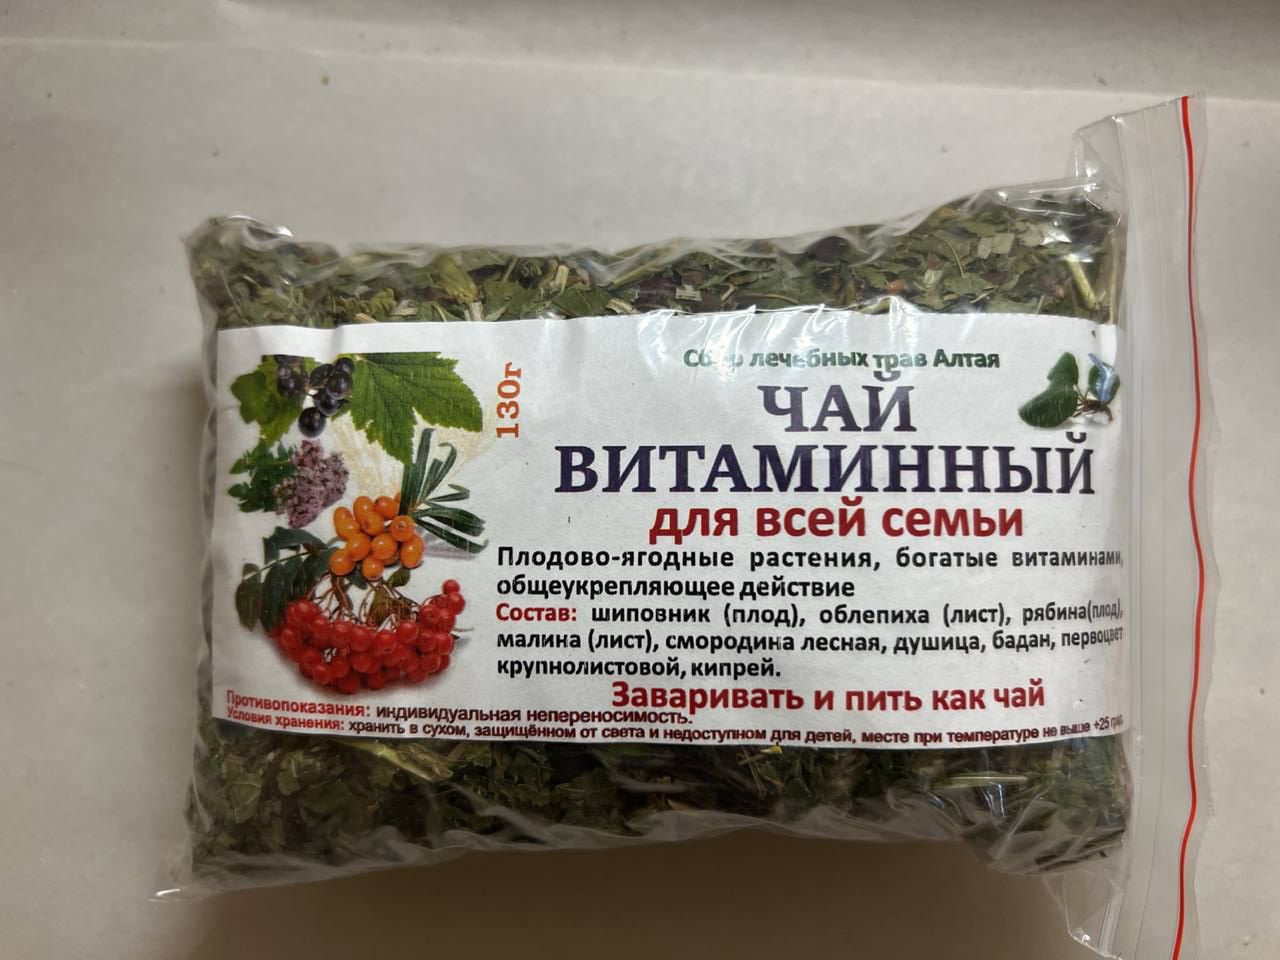 130г
Сбор лечебных трав Алтая
ЧАЙ
ВИТАМИННЫЙ
для всей семьи
Плодово-ягодные растения, богатые витаминами,
общеукрепляющее действие
Состав: шиповник (плод), облепиха (лист), рябина(плод),
малина (лист), смородина лесная, душица, бадан, первоцвет
крупнолистовой, кипрей.
Заваривать и пить как чай
Противопоказания: индивидуальная непереносимость.
Условия хранения: хранить в сухом, защищённом от света и недоступном для детей, месте при температуре не выше +25 град.